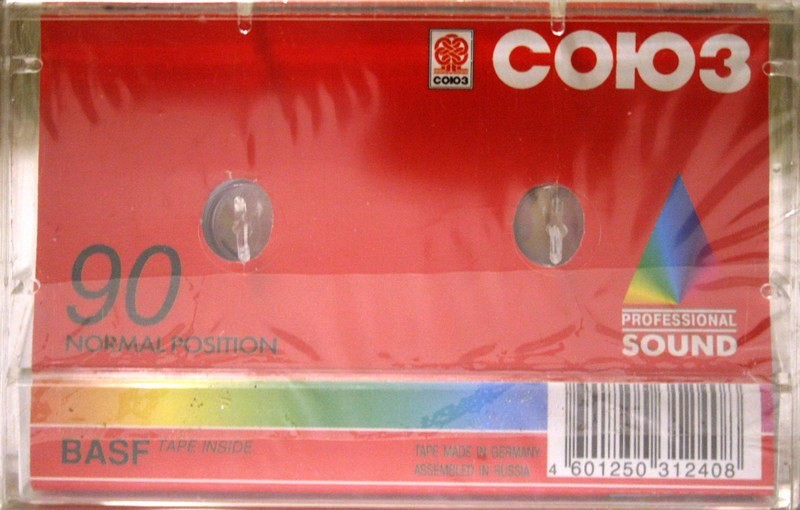 СОЮЗ
СОЮЗ
90
NORMAL POSITION
PROFESSIONAL
SOUND
BASF TAPE INSIDE
TAPE MADE IN GERMANY
ASSEMBLED IN RUSSIA
4 601250 312408